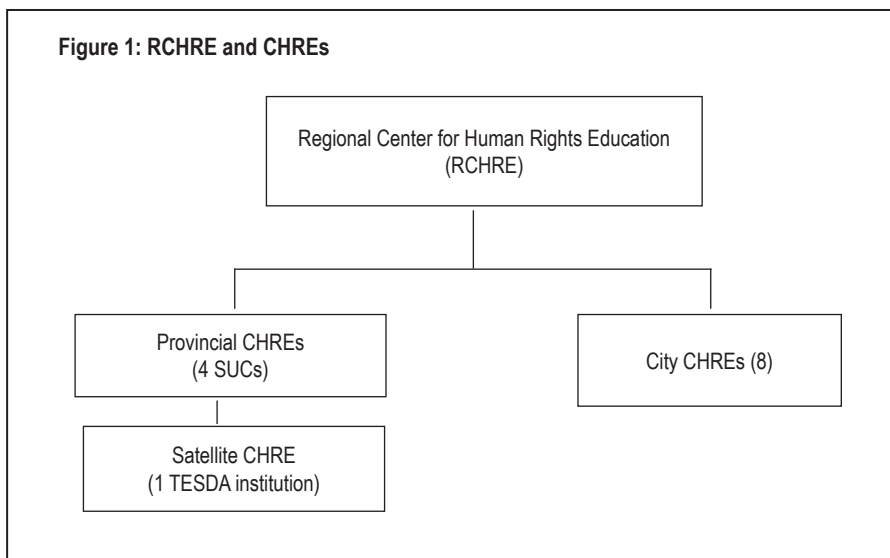 Figure 1: RCHRE and CHREs
Regional Center for Human Rights Education
(RCHRE)
Provincial CHREs
(4 SUCs)
City CHREs (8)
Satellite CHRE
(1 TESDA institution)